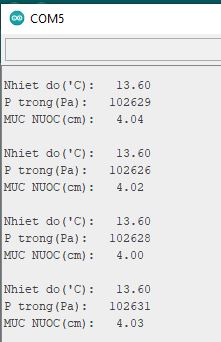 COM5
Nhiet do('C):   13.60
P trong(Pa):   102629
MUC NUOC(cm):   4.04
Nhiet do('C):   13.60
P trong(Pa):   102626
MUC NUOC(cm):   4.02
Nhiet do('C):   13.60
P trong(Pa):   102628
MUC NUOC(cm):   4.00
Nhiet do('C):   13.60
P trong(Pa):   102631
MUC NUOC(cm):   4.03